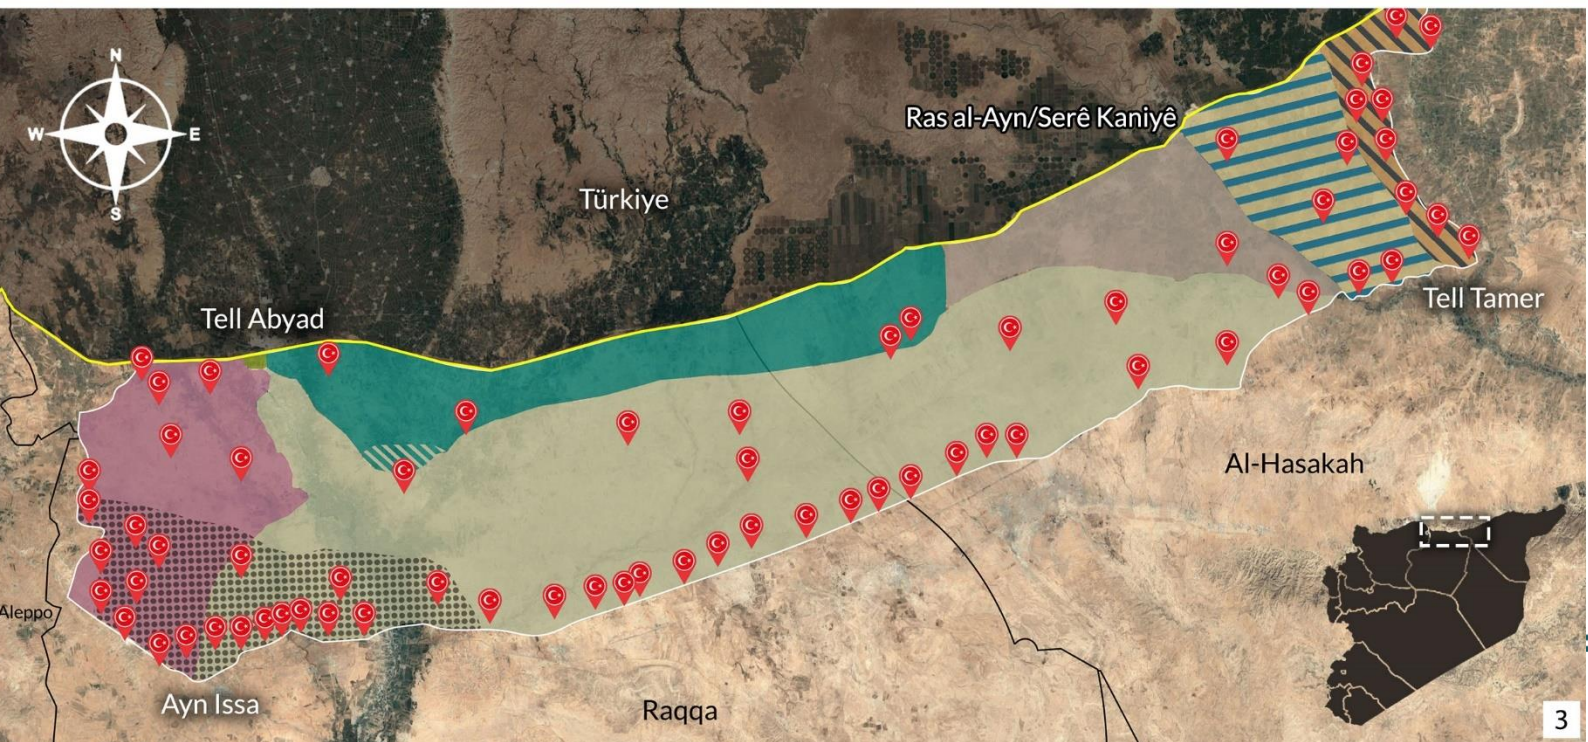 N
W
E
S
Ras al-Ayn/Serê Kaniyê
Türkiye
Tell Abyad
Tell Tamer
Al-Hasakah
Aleppo
Ayn Issa
Raqqa
3